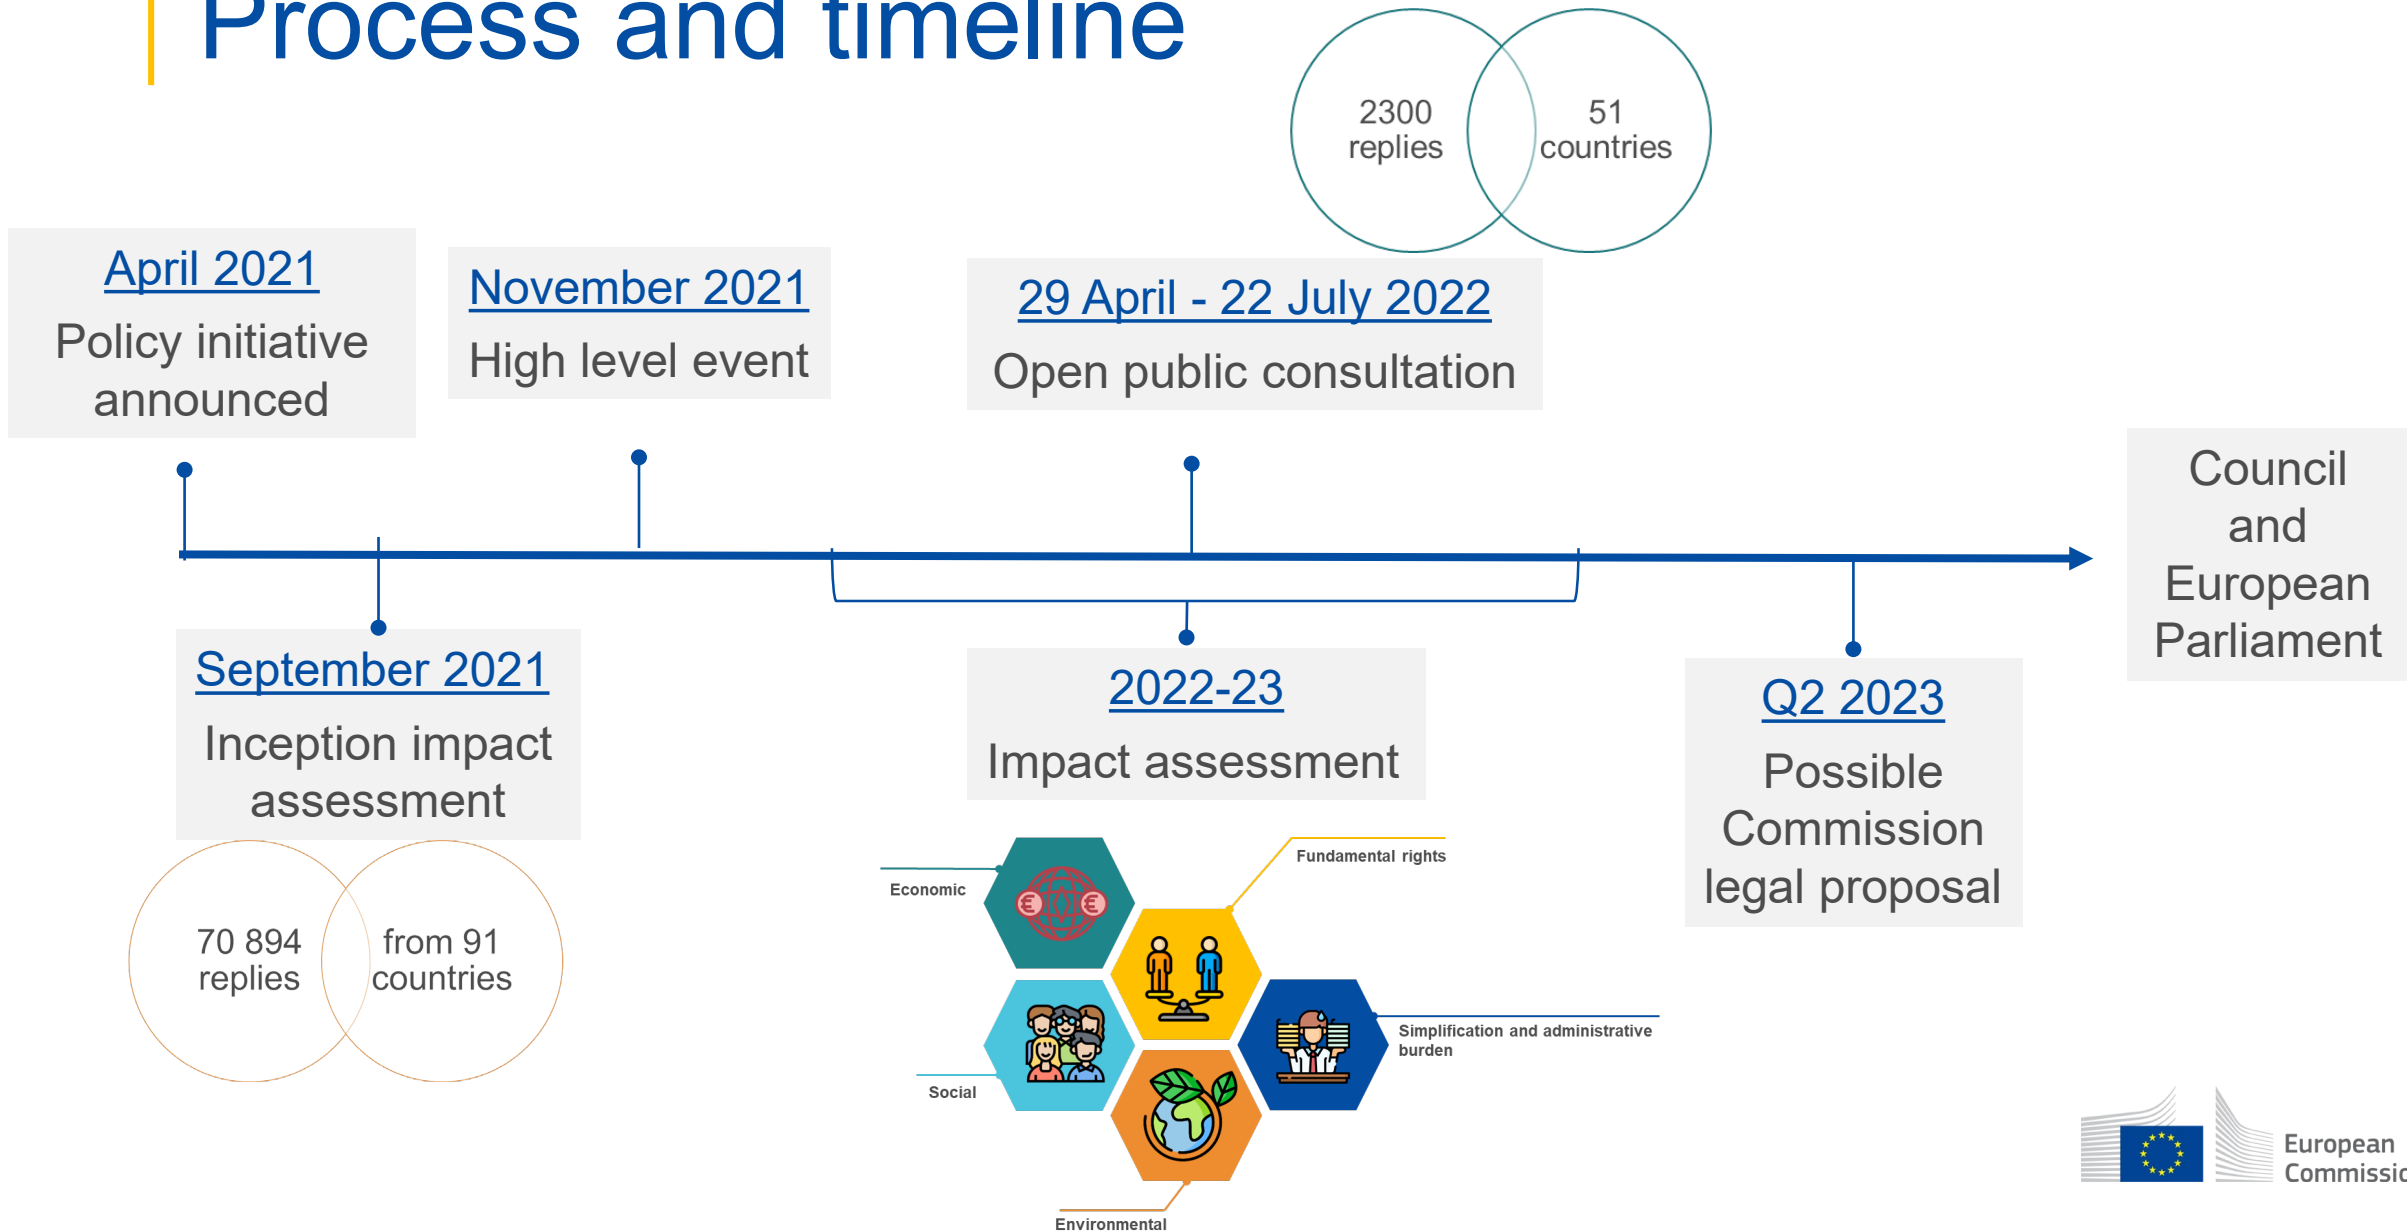 Process and timeline
2300
replies
51
countries
April 2021
Policy initiative
announced
November 2021
High level event
29 April - 22 July 2022
Open public consultation
Council
and
European
Parliament
September 2021
Inception impact
assessment
70 894
replies
from 91
countries
2022-23
Impact assessment
Q2 2023
Possible
Commission
legal proposal
Economic
Fundamental rights
Simplification and administrative
burden
Social
Environmental
European
Commissio